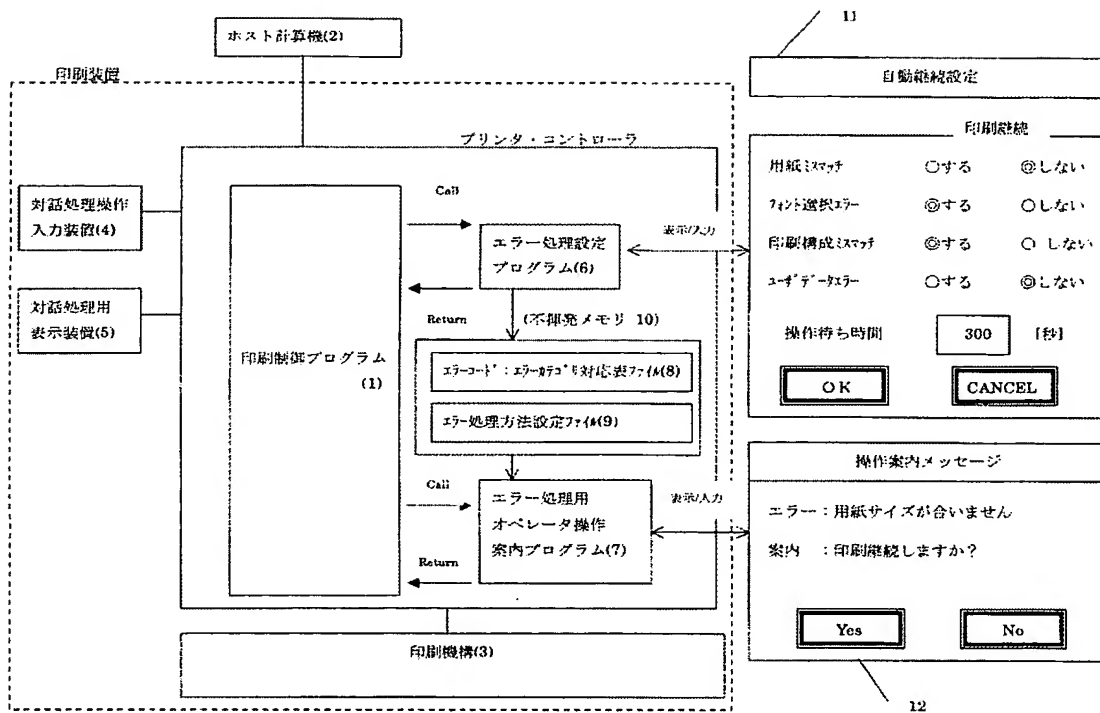 11
ホスト計算機(2)
印刷装置
自動継続設定
プリンタ・コントローラ
印刷継続
用紙ミスマッチ ○する ◎しない
フォント選択エラー ◎する ○しない
印刷構成ミスマッチ ◎する ○しない
ユーザデータエラー ○する ◎しない
操作待ち時間 300 [秒]
OK CANCEL
対話処理操作
入力装置(4)
対話処理用
表示装置(5)
印刷制御プログラム
(1)
Call
エラー処理設定
プログラム(6)
表示/入力
Return
(不揮発メモリ 10)
エラーコード:エラーカテゴリ対応表ファイル(8)
エラー処理方法設定ファイル(9)
Call
エラー処理用
オペレータ操作
案内プログラム(7)
表示/入力
Return
操作案内メッセージ
エラー:用紙サイズが合いません
案内 :印刷継続しますか?
Yes No
印刷機構(3)
12